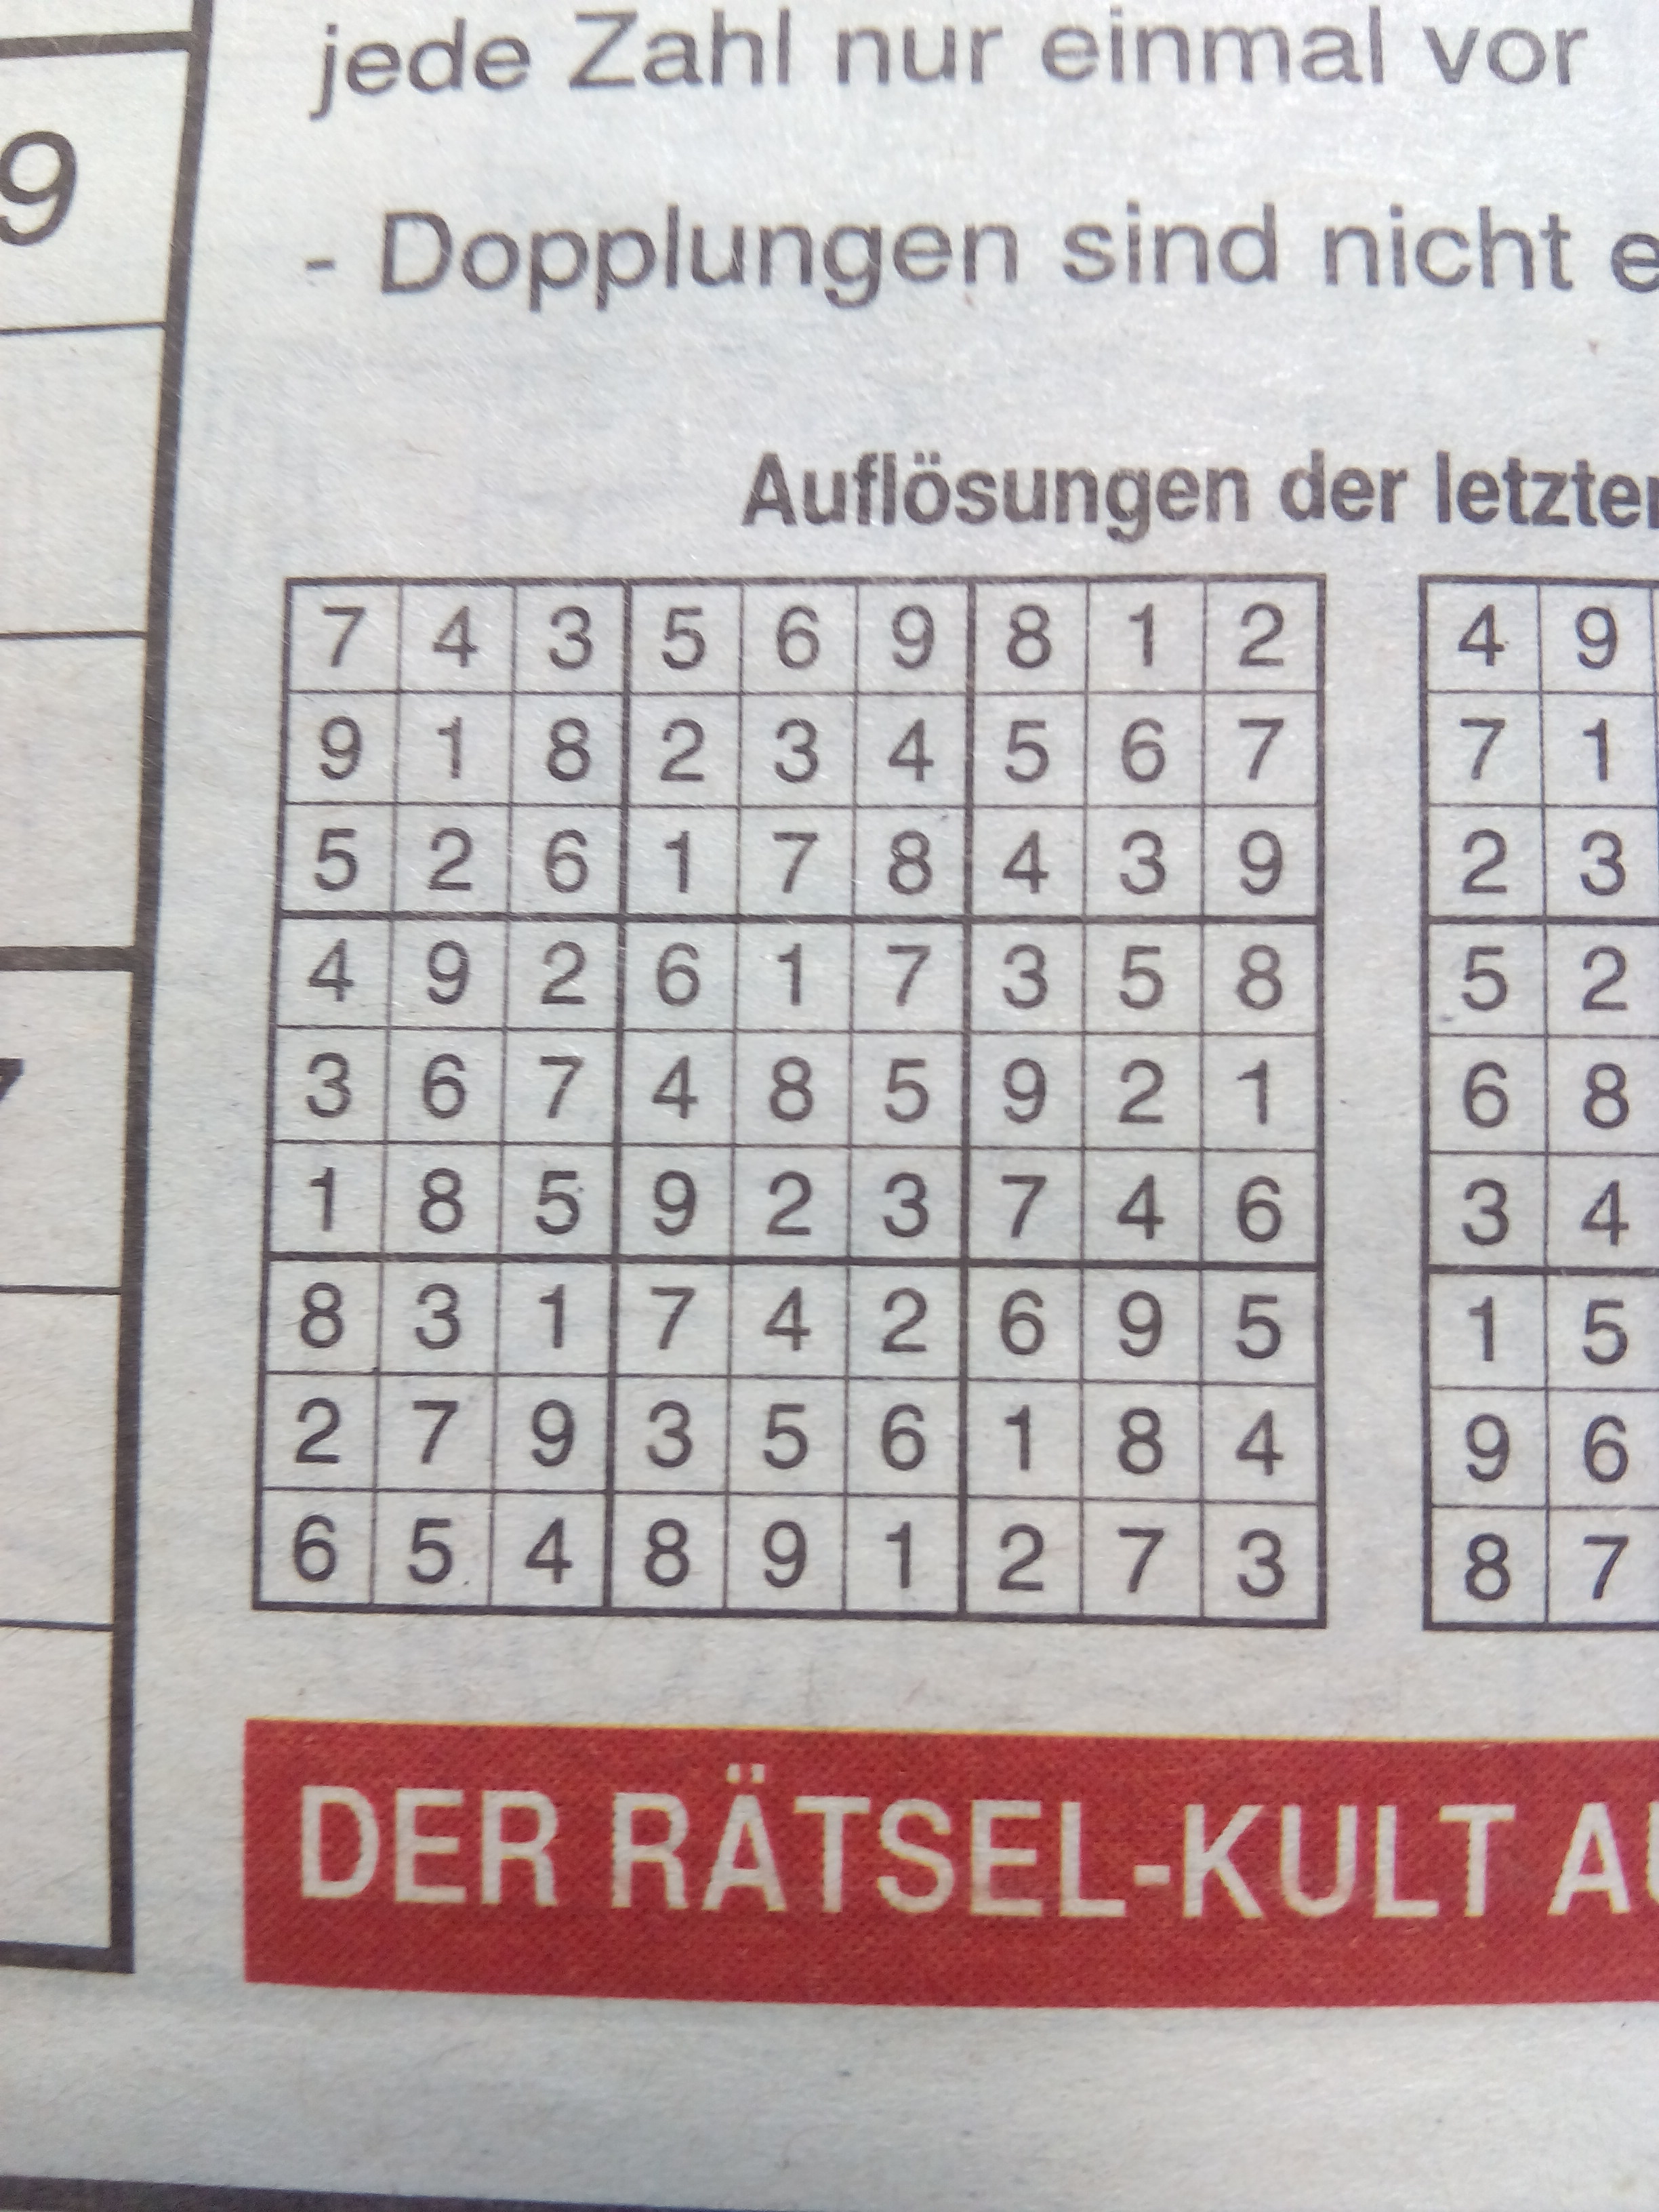 jede Zahl nur einmal vor
- Dopplungen sind nicht
Auflösungen der
9
7 4 3 5 6 9 8 1 2
9 1 8 2 3 4 5 6 7
5 2 6 1 7 8 4 3 9
4 9 2 6 1 7 3 5 8
3 6 7 4 8 5 9 2 1
1 8 5 9 2 3 7 4 6
8 3 1 7 4 2 6 9 5
2 7 9 3 5 6 1 8 4
6 5 4 8 9 1 2 7 3
4 9
7 1
2 3
5 2
6 8
3 4
1 5
9 6
8 7
DER RÄTSEL-KULT